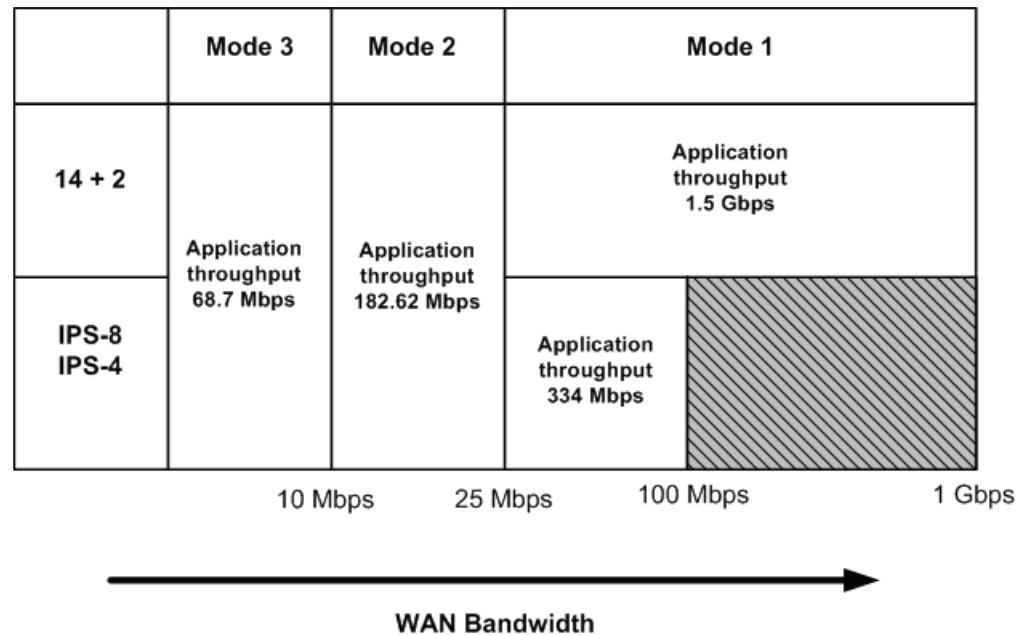 Mode 3
Mode 2
Mode 1
14 + 2
Application
throughput
1.5 Gbps
Application
throughput
68.7 Mbps
Application
throughput
182.62 Mbps
IPS-8
IPS-4
Application
throughput
334 Mbps
10 Mbps
25 Mbps
100 Mbps
1 Gbps
WAN Bandwidth